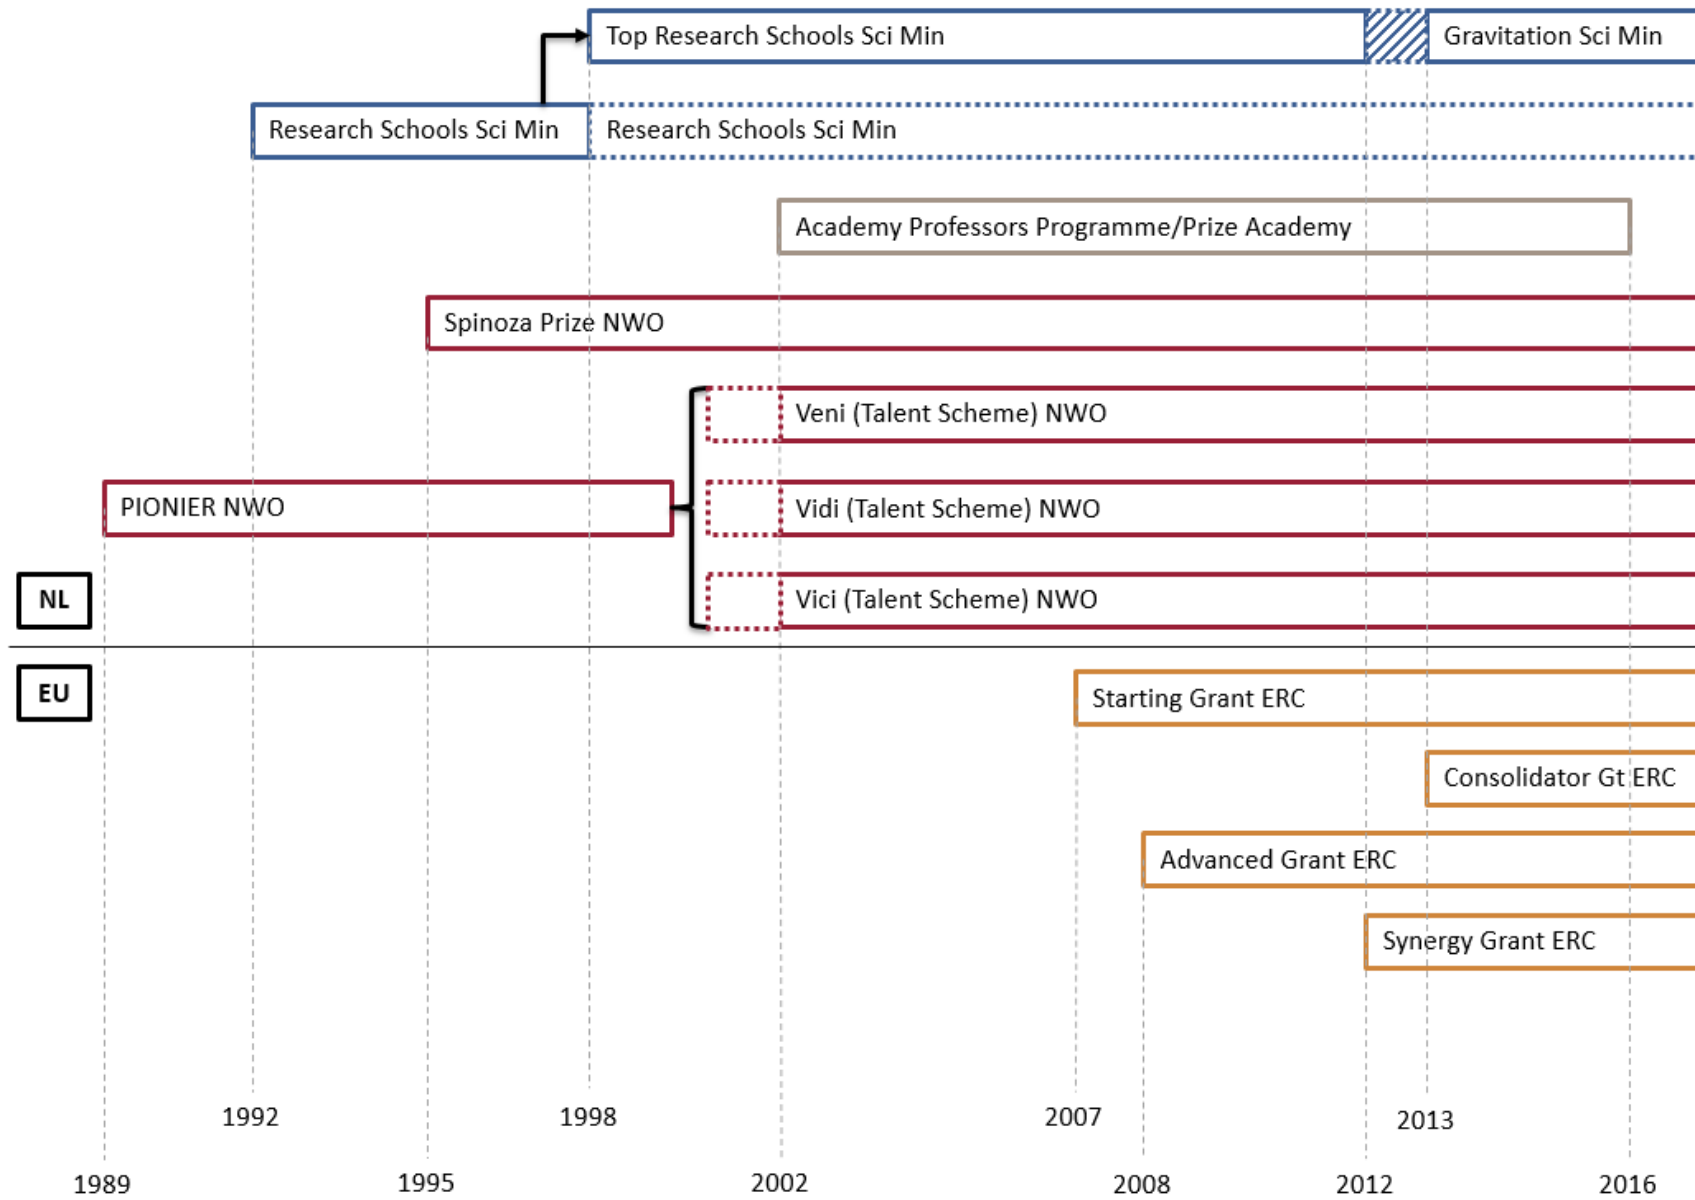 Top Research Schools Sci Min
Gravitation Sci Min
Research Schools Sci Min
Research Schools Sci Min
Academy Professors Programme/Prize Academy
Spinoza Prize NWO
Veni (Talent Scheme) NWO
PIONIER NWO
Vidi (Talent Scheme) NWO
NL
Vici (Talent Scheme) NWO
EU
Starting Grant ERC
Consolidator Gt ERC
Advanced Grant ERC
Synergy Grant ERC
1992
1998
2007
2013
1989
1995
2002
2008
2012
2016